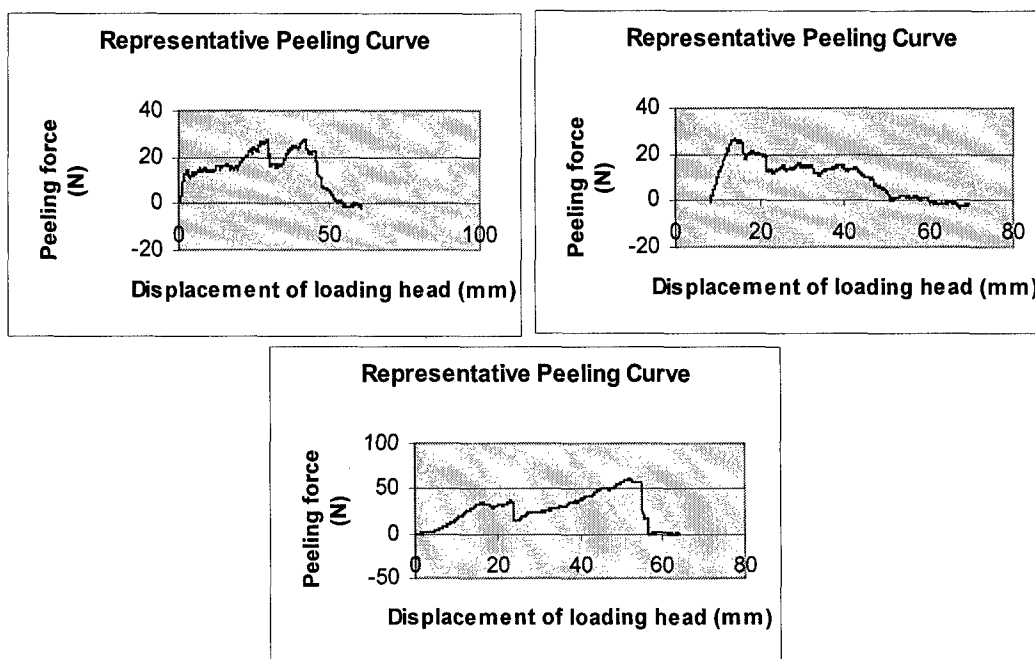 Representative Peeling Curve
Peeling force
(N)
40
20
0
-20
0
50
100
Displacement of loading head (mm)
Representative Peeling Curve
Peeling force
(N)
40
20
0
-20
0
20
40
60
80
Displacement of loading head (mm)
Representative Peeling Curve
Peeling force
(N)
100
50
0
-50
0
20
40
60
80
Displacement of loading head (mm)